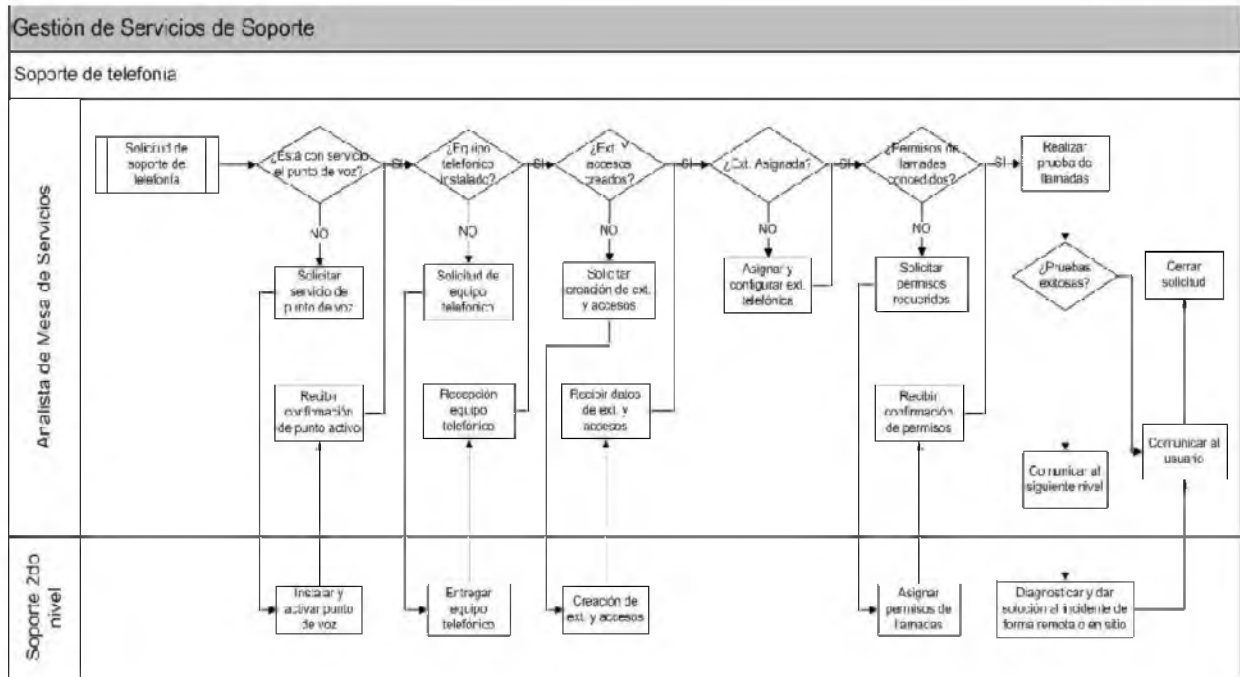 Gestión de Servicios de Soporte
Soporte de telefonía
Analista de Mesa de Servicios
Solicitud de
soporte de
telefonía
¿Está con servicio
el punto de voz?
SI
¿Equipo
telefónico
instalado?
SI
¿Ext. Y
accesos
creados?
SI
¿Ext. Asignada?
SI
¿Permisos de
llamadas
concedidos?
SI
Realizar
prueba de
llamadas
NO
NO
NO
NO
NO
Solicitar
servicio de
punto de voz
Solicitud de
equipo
telefonico
Solicitar
creación de ext.
y accesos
Asignar y
configurar ext.
telefónica
Solicitar
permisos
requeridos
¿Pruebas
exitosas?
Cerrar
solicitud
Recibir
confirmación
de punto activo
Recepción
equipo
telefónico
Recibir datos
de ext. y
accesos
Recibir
confirmación
de permisos
Comunicar al
siguiente nivel
Comunicar al
usuario
Soporte 2do
nivel
Instalar y
activar punto
de voz
Entregar
equipo
telefónico
Creación de
ext. y accesos
Asignar
permisos de
llamadas
Diagnosticar y dar
solución al incidente de
forma remota o en sitio